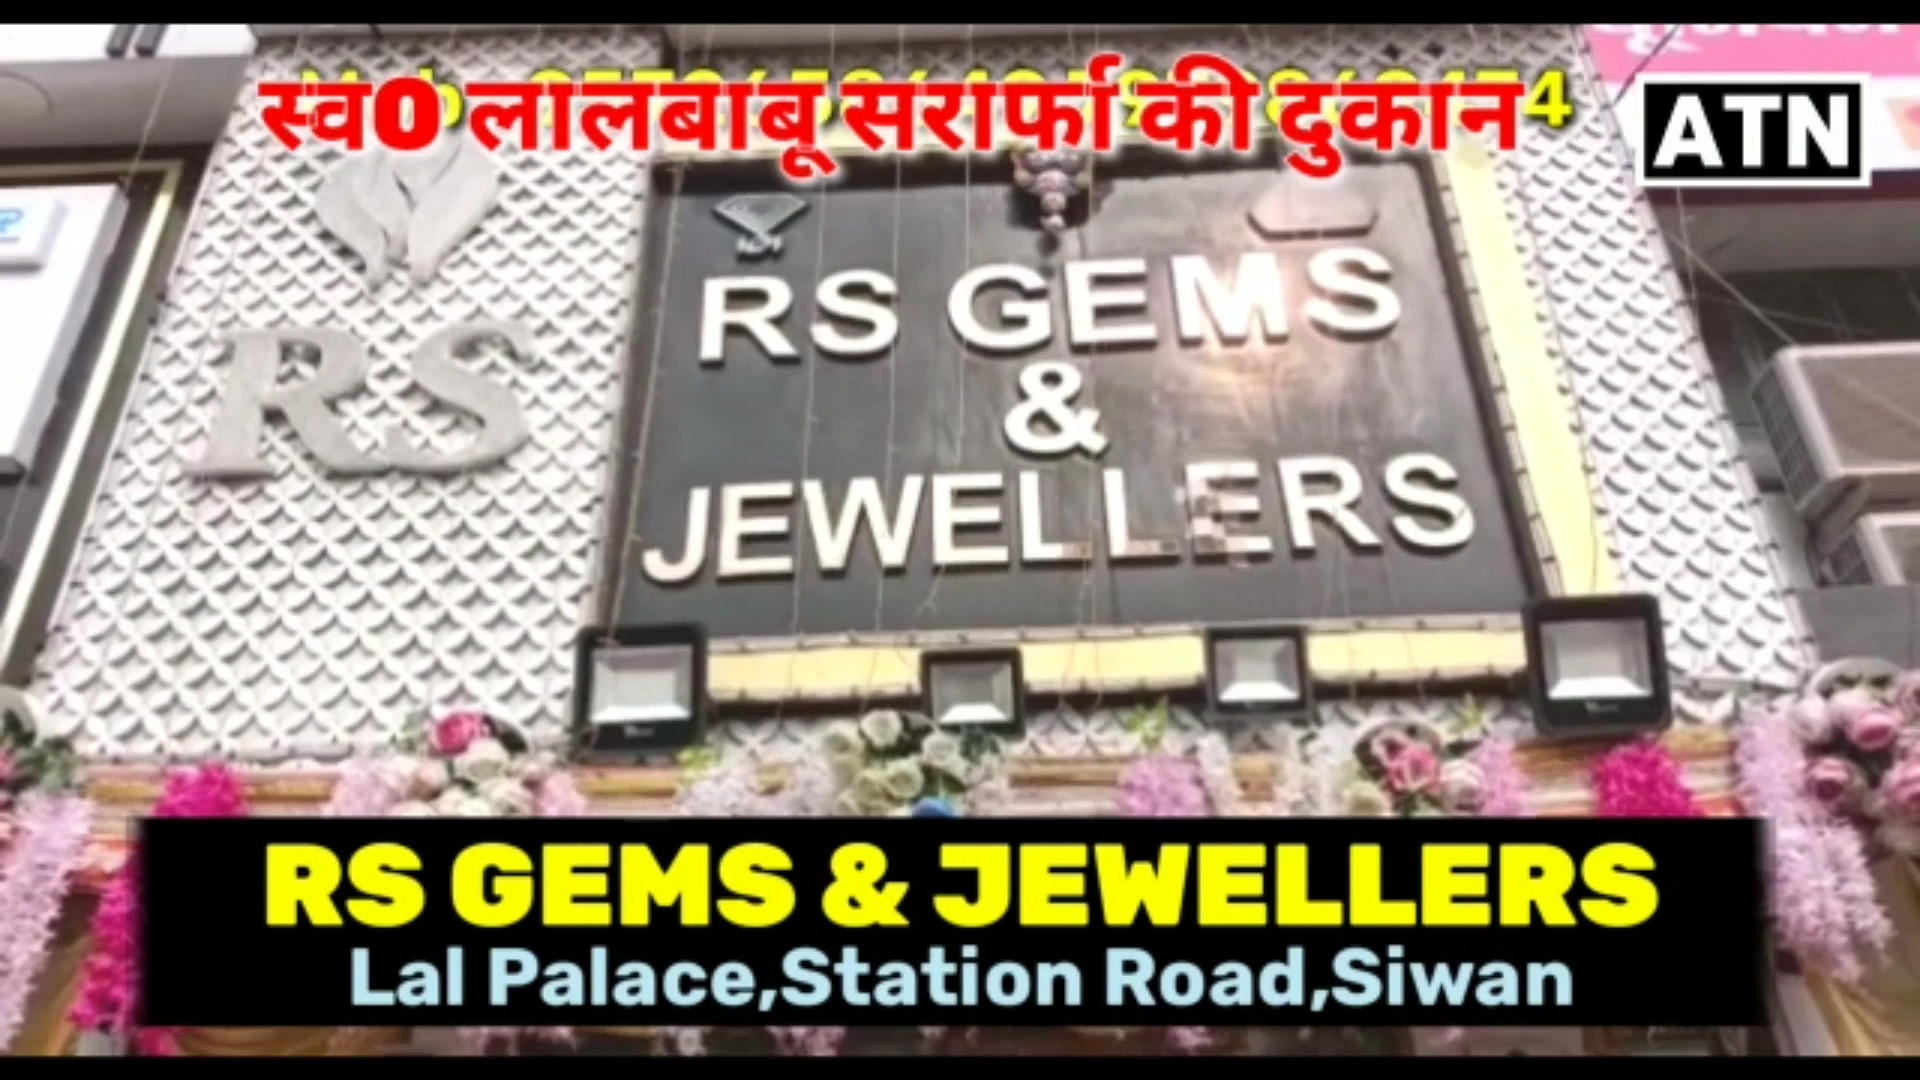 स्व0 लालबाबू सरार्फा की दुकान
ATN
RS
RS GEMS
&
JEWELLERS
RS GEMS & JEWELLERS
Lal Palace,Station Road,Siwan